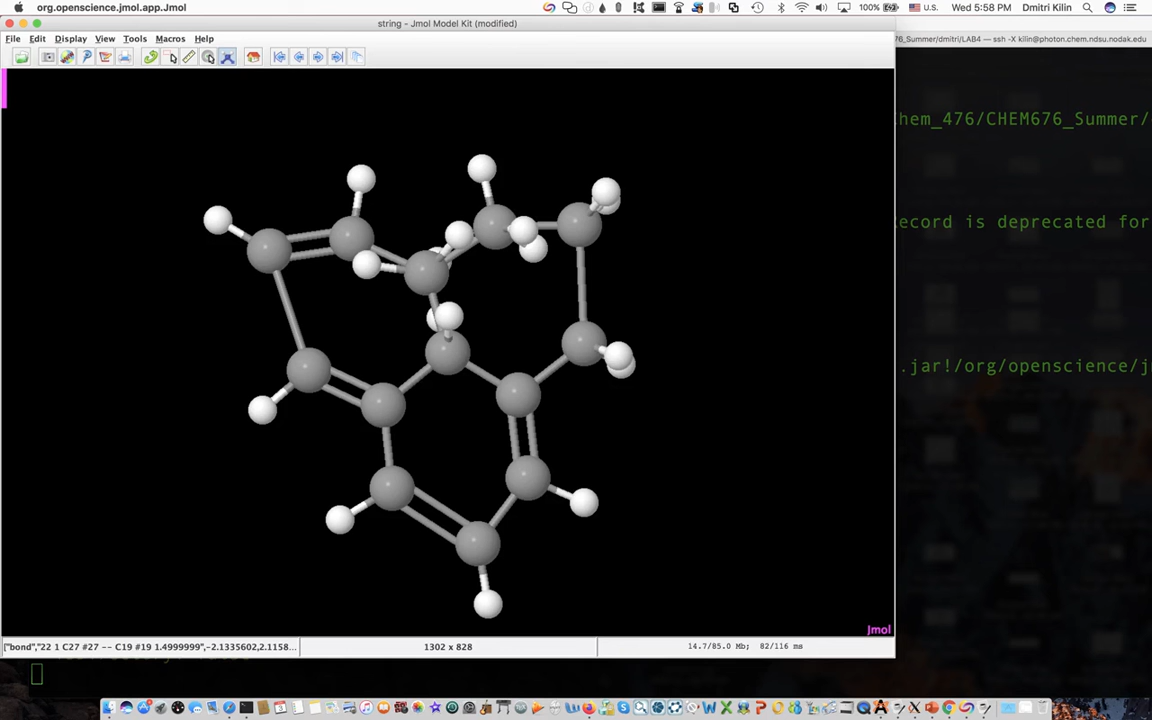 org.openscience.jmol.app.Jmol
100%
U.S.
Wed 5:58 PM
Dmitri Kilin
string - Jmol Model Kit (modified)
76_Summer/dmitri/LAB4 — ssh -X kilin@photon.chem.ndsu.nodak.edu
File Edit Display View Tools Macros Help
hem_476/CHEM676_Summer/
ecord is deprecated for
.jar!/org/openscience/j
Jmol
["bond","22 1 C27 #27 -- C19 #19 1.4999999",-2.1335602,2.1158...
1302 x 828
14.7/85.0 Mb; 82/116 ms